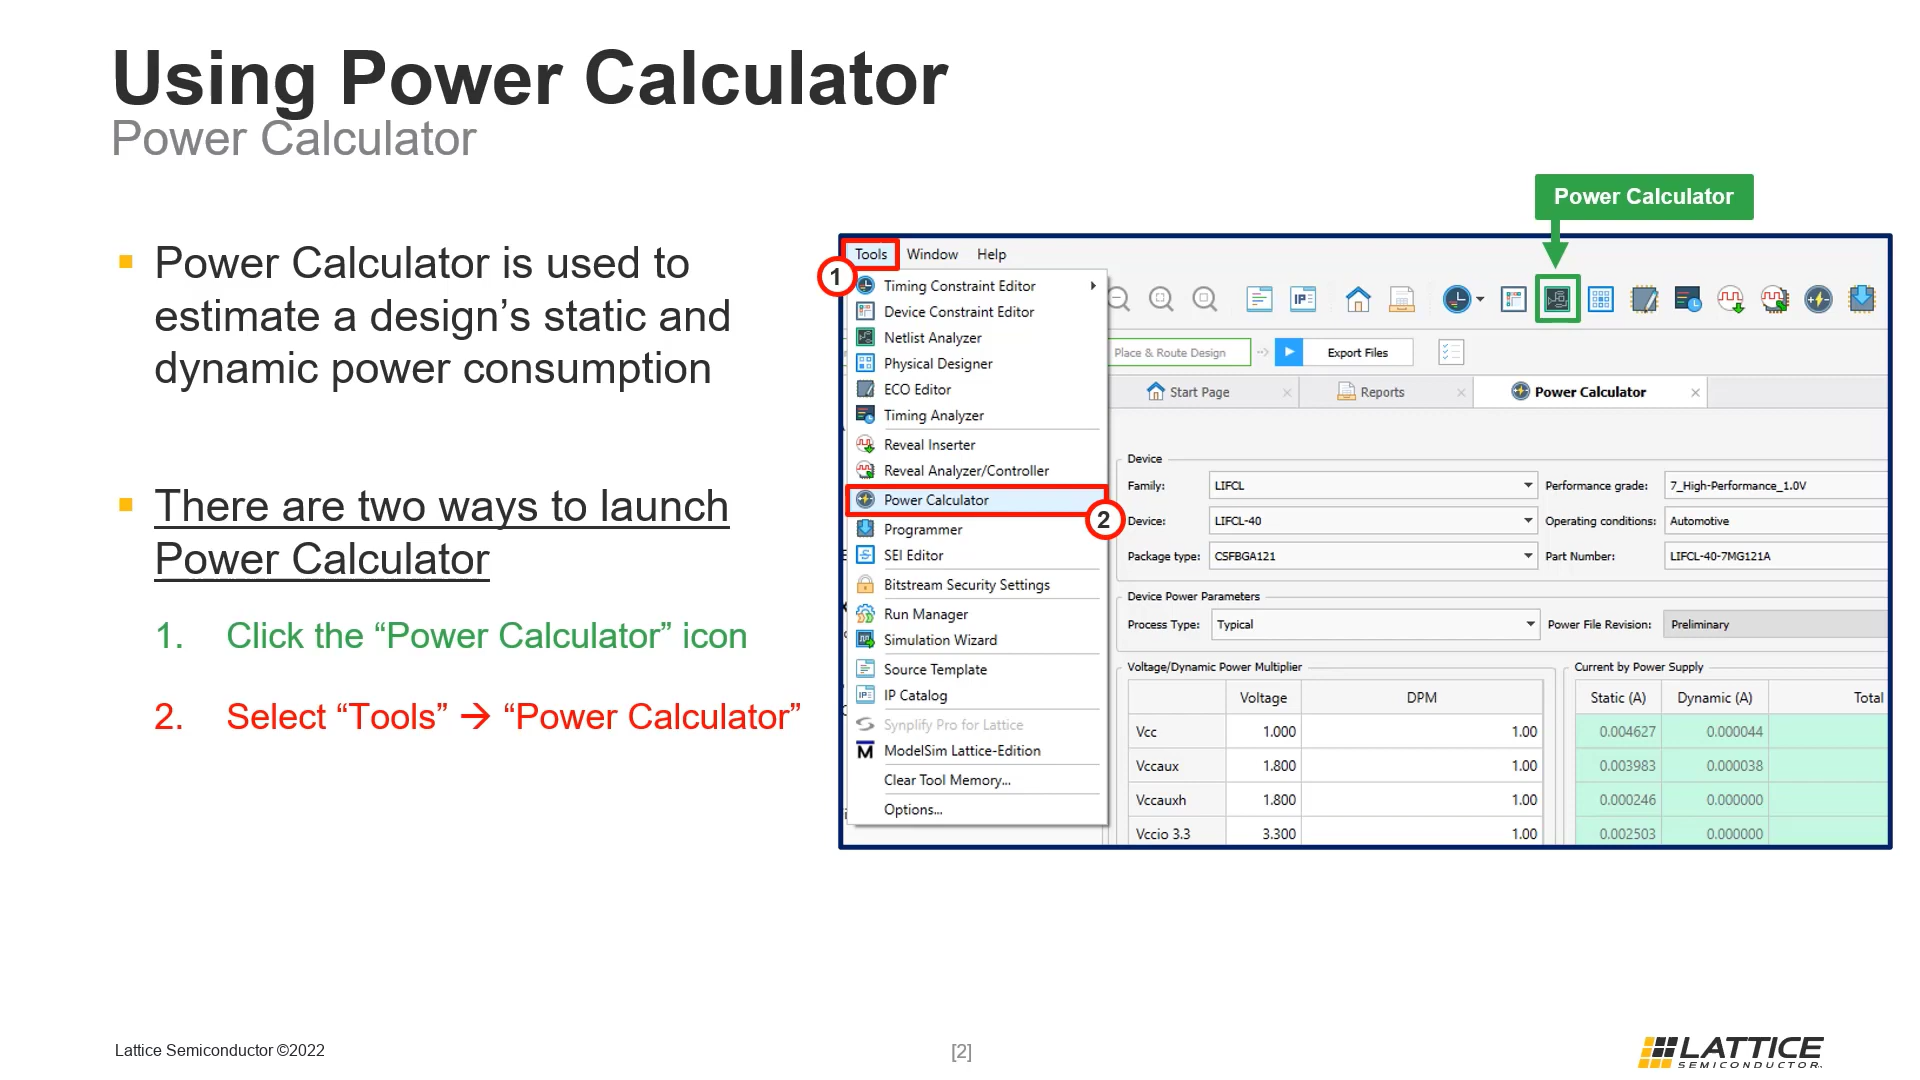 Using Power Calculator
Power Calculator
Power Calculator is used to
estimate a design’s static and
dynamic power consumption
There are two ways to launch
Power Calculator
1. Click the “Power Calculator” icon
2. Select “Tools” → “Power Calculator”
Power Calculator
Tools Window Help
1
Timing Constraint Editor
Device Constraint Editor
Netlist Analyzer
Physical Designer
ECO Editor
Timing Analyzer
Reveal Inserter
Reveal Analyzer/Controller
Power Calculator
2
Programmer
SEI Editor
Bitstream Security Settings
Run Manager
Simulation Wizard
Source Template
IP Catalog
Synplify Pro for Lattice
ModelSim Lattice-Edition
Clear Tool Memory...
Options...
IP
Place & Route Design Export Files
Start Page Reports Power Calculator
Device
Family: LIFCL Performance grade: 7_High-Performance_1.0V
Device: LIFCL-40 Operating conditions: Automotive
Package type: CSFBGA121 Part Number: LIFCL-40-7MG121A
Device Power Parameters
Process Type: Typical Power File Revision: Preliminary
Voltage/Dynamic Power Multiplier Current by Power Supply
Voltage DPM Static (A) Dynamic (A) Total
Vcc 1.000 1.00 0.004627 0.000044
Vccaux 1.800 1.00 0.003983 0.000038
Vccauxh 1.800 1.00 0.000246 0.000000
Vccio 3.3 3.300 1.00 0.002503 0.000000
Lattice Semiconductor ©2022
[2]
LATTICE
SEMICONDUCTOR